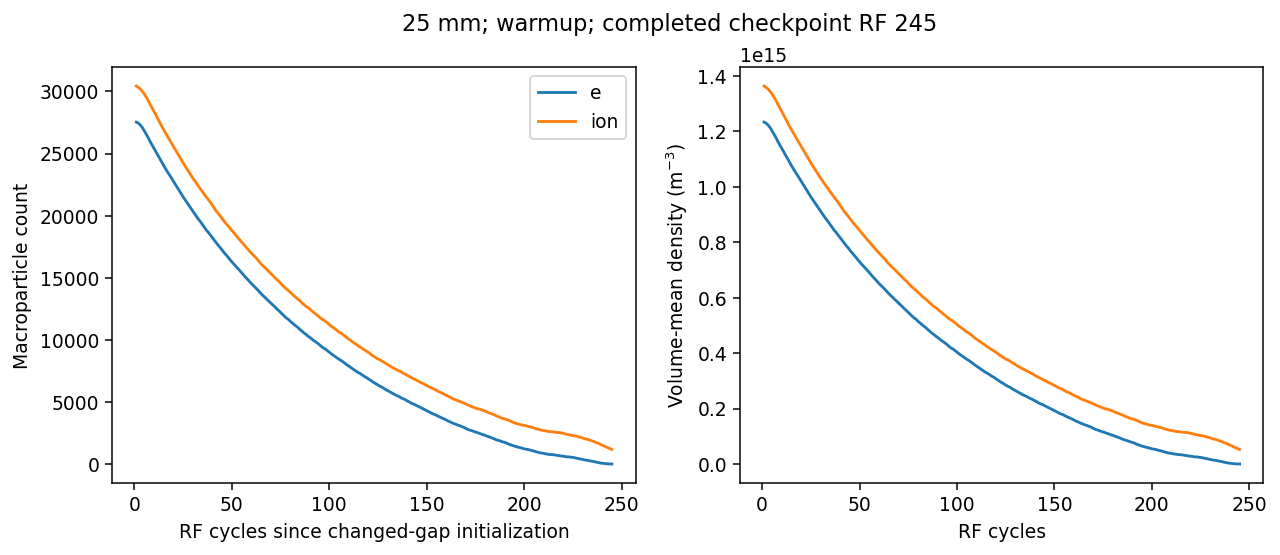 25 mm; warmup; completed checkpoint RF 245
1e15
30000
25000
20000
15000
10000
5000
0
Macroparticle count
e
ion
0 50 100 150 200 250
RF cycles since changed-gap initialization
1.4
1.2
1.0
0.8
0.6
0.4
0.2
0.0
Volume-mean density (m⁻³)
0 50 100 150 200 250
RF cycles